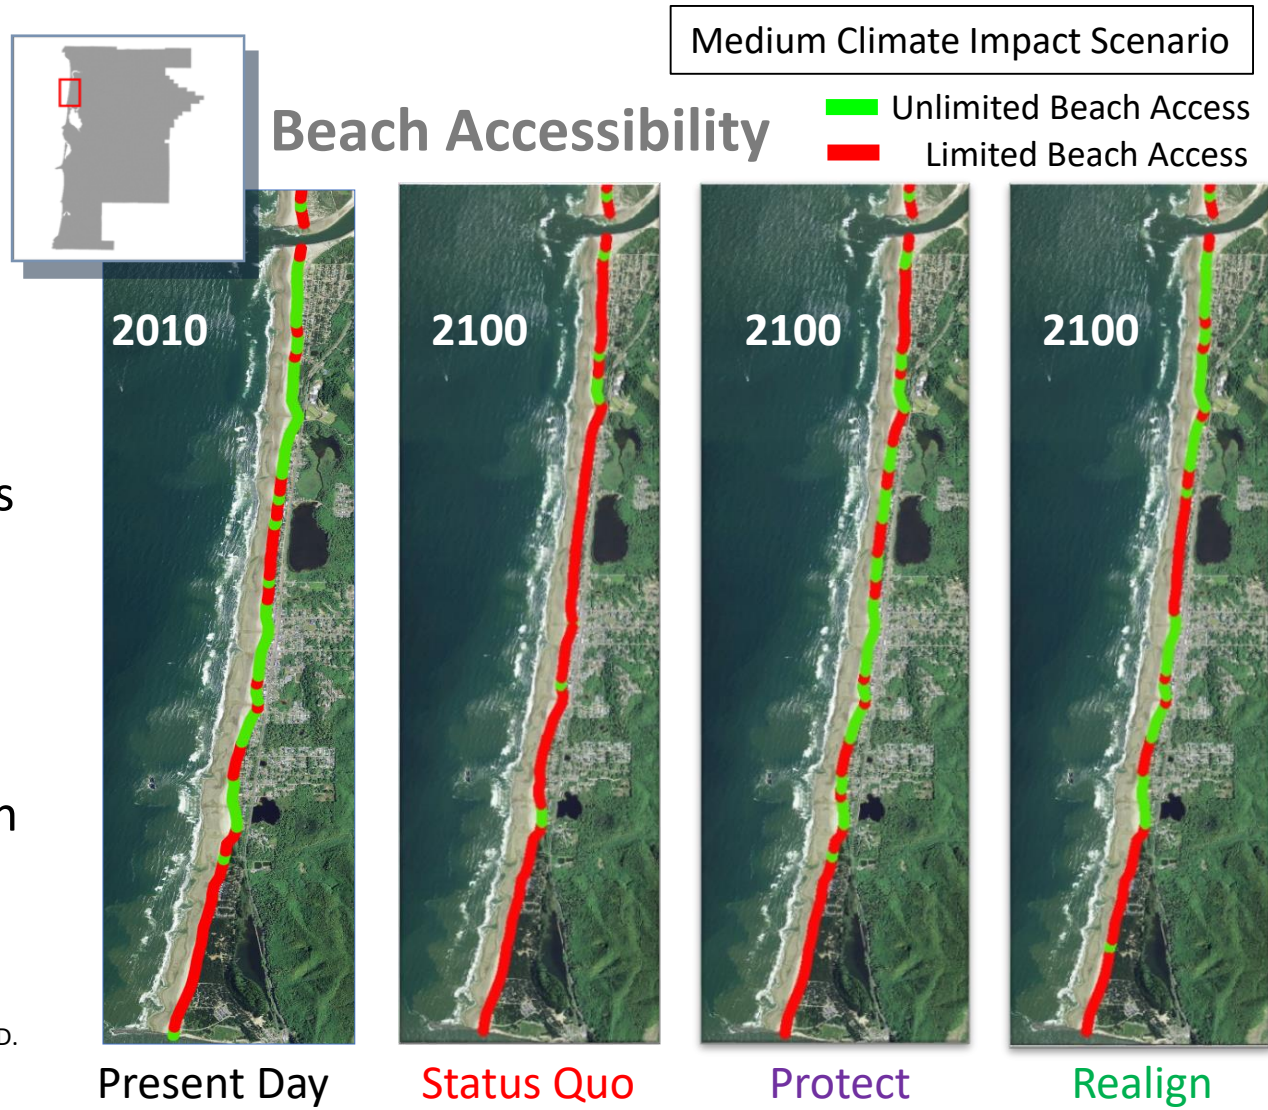 Medium Climate Impact Scenario
Beach Accessibility
Unlimited Beach Access
Limited Beach Access
2010
2100
2100
2100
s
n
D.
Present Day
Status Quo
Protect
Realign